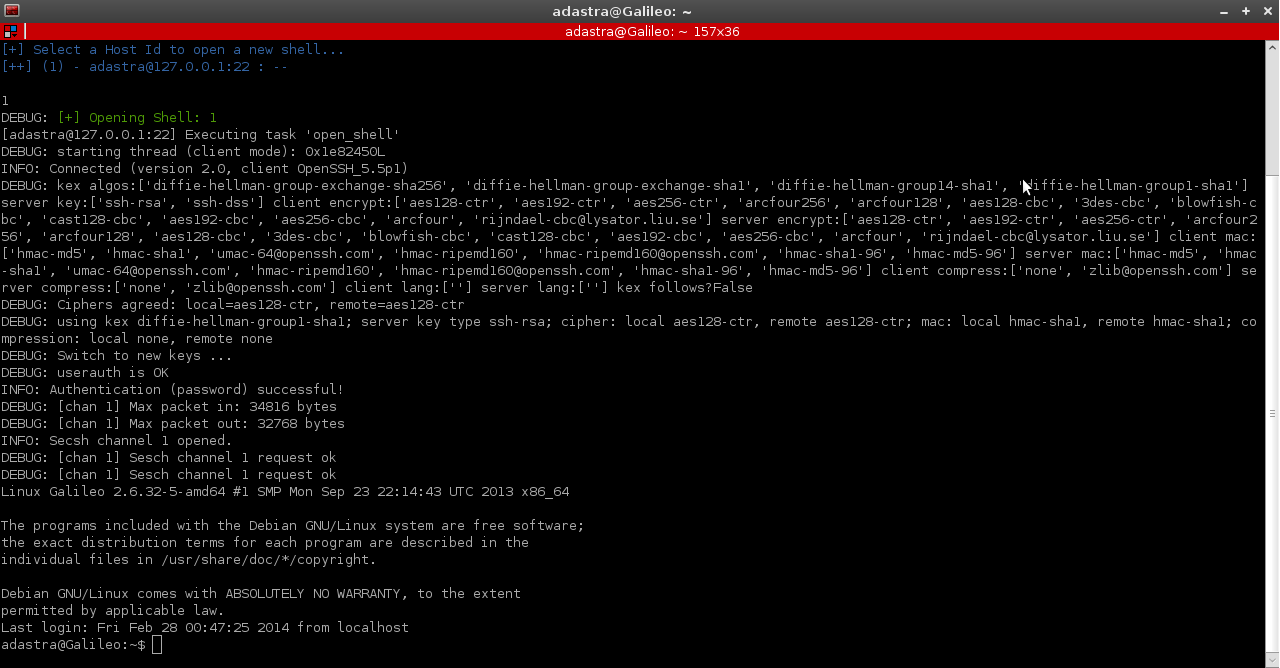 adastra@Galileo: ~
adastra@Galileo: ~ 157x36
[+] Select a Host Id to open a new shell...
[++] (1) - adastra@127.0.0.1:22 : --
1
DEBUG: [+] Opening Shell: 1
[adastra@127.0.0.1:22] Executing task 'open_shell'
DEBUG: starting thread (client mode): 0x1e82450L
INFO: Connected (version 2.0, client OpenSSH_5.5p1)
DEBUG: kex algos:['diffie-hellman-group-exchange-sha256', 'diffie-hellman-group-exchange-sha1', 'diffie-hellman-group14-sha1', 'diffie-hellman-group1-sha1']
server key:['ssh-rsa', 'ssh-dss'] client encrypt:['aes128-ctr', 'aes192-ctr', 'aes256-ctr', 'arcfour256', 'arcfour128', 'aes128-cbc', '3des-cbc', 'blowfish-c
bc', 'cast128-cbc', 'aes192-cbc', 'aes256-cbc', 'arcfour', 'rijndael-cbc@lysator.liu.se'] server encrypt:['aes128-ctr', 'aes192-ctr', 'aes256-ctr', 'arcfour2
56', 'arcfour128', 'aes128-cbc', '3des-cbc', 'blowfish-cbc', 'cast128-cbc', 'aes192-cbc', 'aes256-cbc', 'arcfour', 'rijndael-cbc@lysator.liu.se'] client mac:
['hmac-md5', 'hmac-sha1', 'umac-64@openssh.com', 'hmac-ripemd160', 'hmac-ripemd160@openssh.com', 'hmac-sha1-96', 'hmac-md5-96'] server mac:['hmac-md5', 'hmac
-sha1', 'umac-64@openssh.com', 'hmac-ripemd160', 'hmac-ripemd160@openssh.com', 'hmac-sha1-96', 'hmac-md5-96'] client compress:['none', 'zlib@openssh.com'] se
rver compress:['none', 'zlib@openssh.com'] client lang:[''] server lang:[''] kex follows?False
DEBUG: Ciphers agreed: local=aes128-ctr, remote=aes128-ctr
DEBUG: using kex diffie-hellman-group1-sha1; server key type ssh-rsa; cipher: local aes128-ctr, remote aes128-ctr; mac: local hmac-sha1, remote hmac-sha1; co
mpression: local none, remote none
DEBUG: Switch to new keys ...
DEBUG: userauth is OK
INFO: Authentication (password) successful!
DEBUG: [chan 1] Max packet in: 34816 bytes
DEBUG: [chan 1] Max packet out: 32768 bytes
INFO: Secsh channel 1 opened.
DEBUG: [chan 1] Sesch channel 1 request ok
DEBUG: [chan 1] Sesch channel 1 request ok
Linux Galileo 2.6.32-5-amd64 #1 SMP Mon Sep 23 22:14:43 UTC 2013 x86_64
The programs included with the Debian GNU/Linux system are free software;
the exact distribution terms for each program are described in the
individual files in /usr/share/doc/*/copyright.
Debian GNU/Linux comes with ABSOLUTELY NO WARRANTY, to the extent
permitted by applicable law.
Last login: Fri Feb 28 00:47:25 2014 from localhost
adastra@Galileo:~$